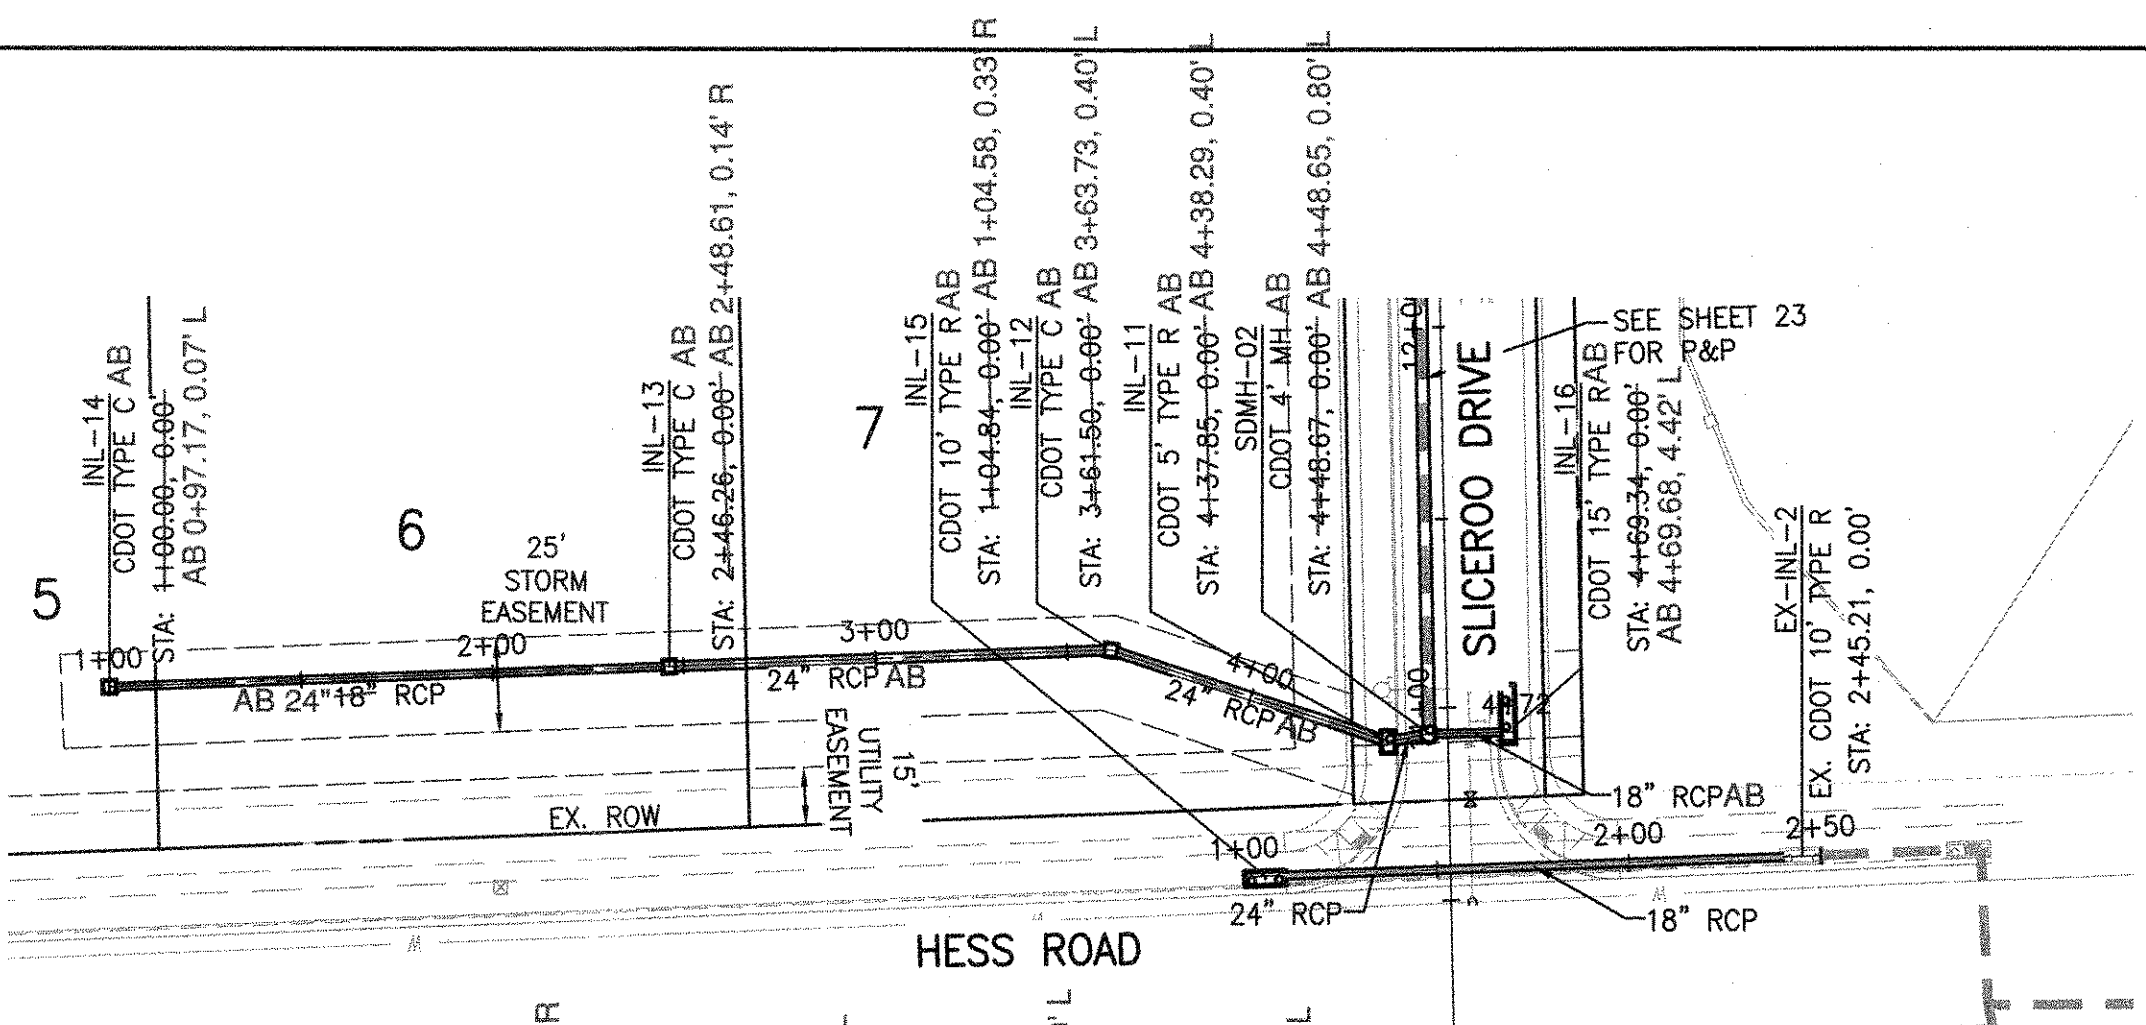 INL-14
CDOT TYPE C AB
STA: 1+00.00, 0.00'
AB 0+97.17, 0.07' L
INL-13
CDOT TYPE C AB
STA: 2+46.26, 0.00' AB 2+48.61, 0.14' R
INL-15
CDOT 10' TYPE R AB
STA: 1+04.84, 0.00' AB 1+04.58, 0.33' R
INL-12
CDOT TYPE C AB
STA: 3+61.50, 0.00' AB 3+63.73, 0.40' L
INL-11
CDOT 5' TYPE R AB
STA: 4+37.85, 0.00' AB 4+38.29, 0.40' L
SDMH-02
CDOT 4' MH AB
STA: 4+48.67, 0.00' AB 4+48.65, 0.80' L
12+0
SLICEROO DRIVE
SEE SHEET 23
FOR P&P
INL-16
CDOT 15' TYPE R AB
STA: 4+69.34, 0.00'
AB 4+69.68, 4.42' L
EX-INL-2
EX. CDOT 10' TYPE R
STA: 2+45.21, 0.00'
5
6
7
25'
STORM
EASEMENT
1+00
2+00
3+00
4+00
+00
4+72
AB 24" 18" RCP
24" RCP AB
24" RCP AB
15'
UTILITY
EASEMENT
EX. ROW
18" RCP AB
1+00
2+00
2+50
24" RCP
18" RCP
W
W
W
HESS ROAD
R
' L
L